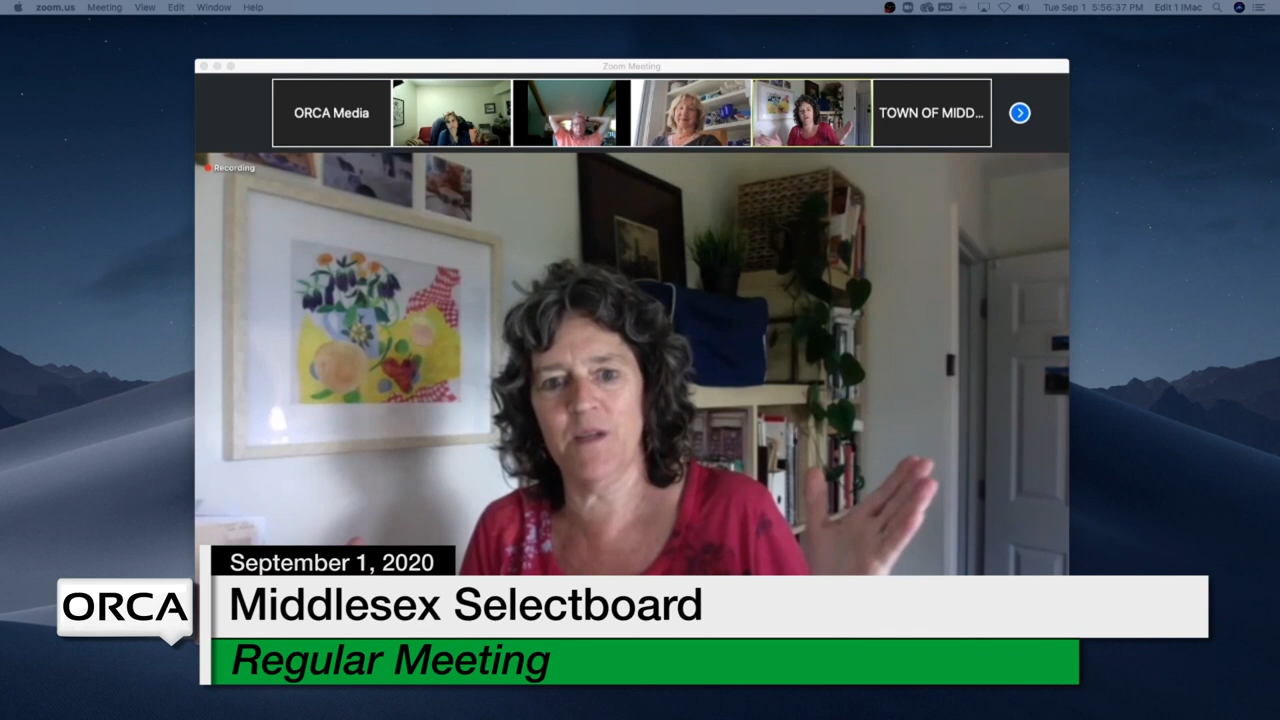 zoom.us Meeting View Edit Window Help Tue Sep 1 5:56:37 PM Edit 1 iMac
Zoom Meeting
ORCA Media
TOWN OF MIDD...
Recording
September 1, 2020
ORCA
Middlesex Selectboard
Regular Meeting